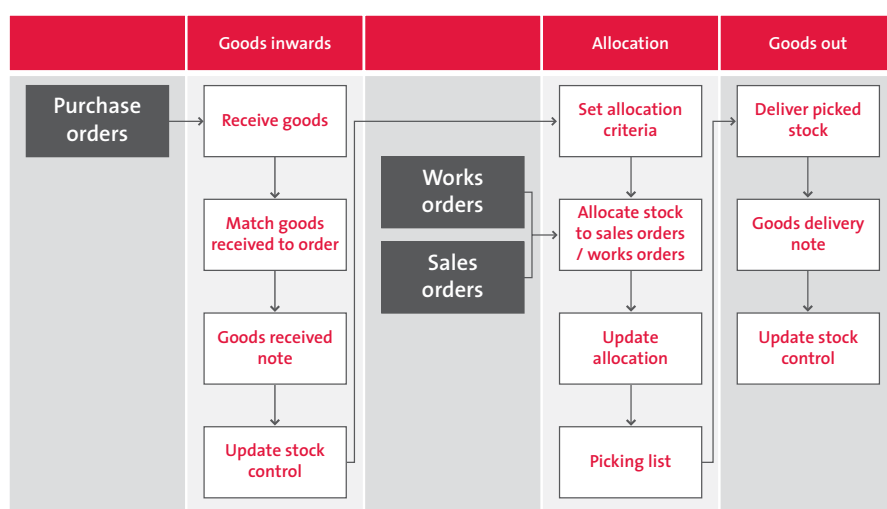 Goods inwards
Allocation
Goods out
Purchase
orders
Receive goods
Match goods
received to order
Goods received
note
Update stock
control
Works
orders
Sales
orders
Set allocation
criteria
Allocate stock
to sales orders
/ works orders
Update
allocation
Picking list
Deliver picked
stock
Goods delivery
note
Update stock
control